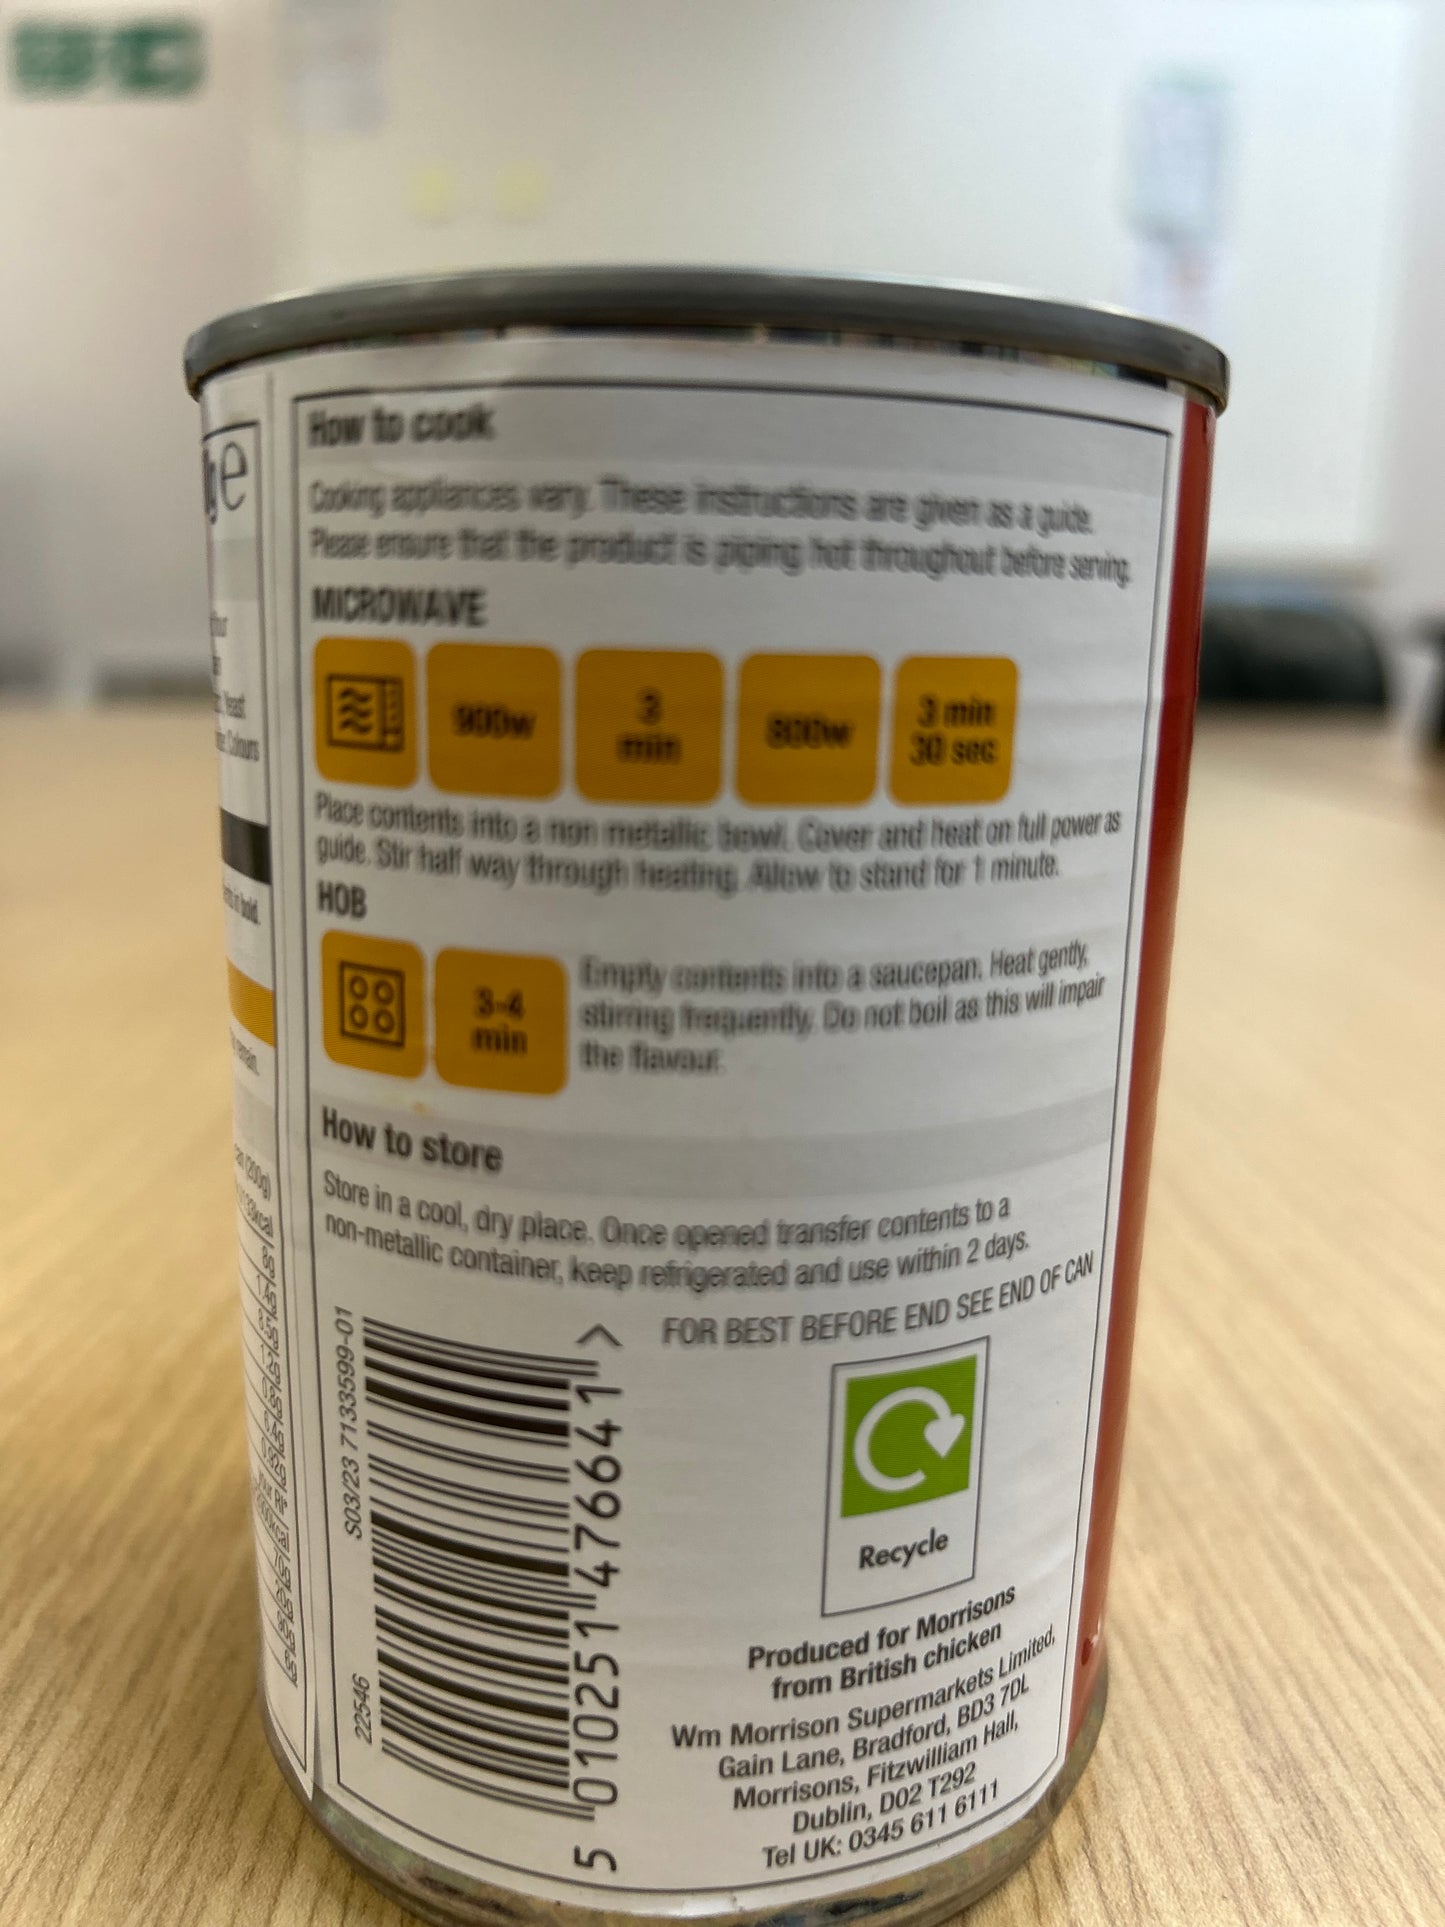 How to cook
Cooking appliances vary. These instructions are given as a guide.
Please ensure that the product is piping hot throughout before serving.
MICROWAVE
900w
3
min
800w
3 min
30 sec
Place contents into a non metallic bowl. Cover and heat on full power as
guide. Stir half way through heating. Allow to stand for 1 minute.
HOB
3-4
min
Empty contents into a saucepan. Heat gently,
stirring frequently. Do not boil as this will impair
the flavour.
How to store
Store in a cool, dry place. Once opened transfer contents to a
non-metallic container, keep refrigerated and use within 2 days.
FOR BEST BEFORE END SEE END OF CAN
S03/23 7133599-01
22546
5 010251 476641 >
Recycle
Produced for Morrisons
from British chicken
Wm Morrison Supermarkets Limited,
Gain Lane, Bradford, BD3 7DL
Morrisons, Fitzwilliam Hall,
Dublin, D02 T292
Tel UK: 0345 611 6111
Yeast
Colours
in bold.
remain.
(200g)